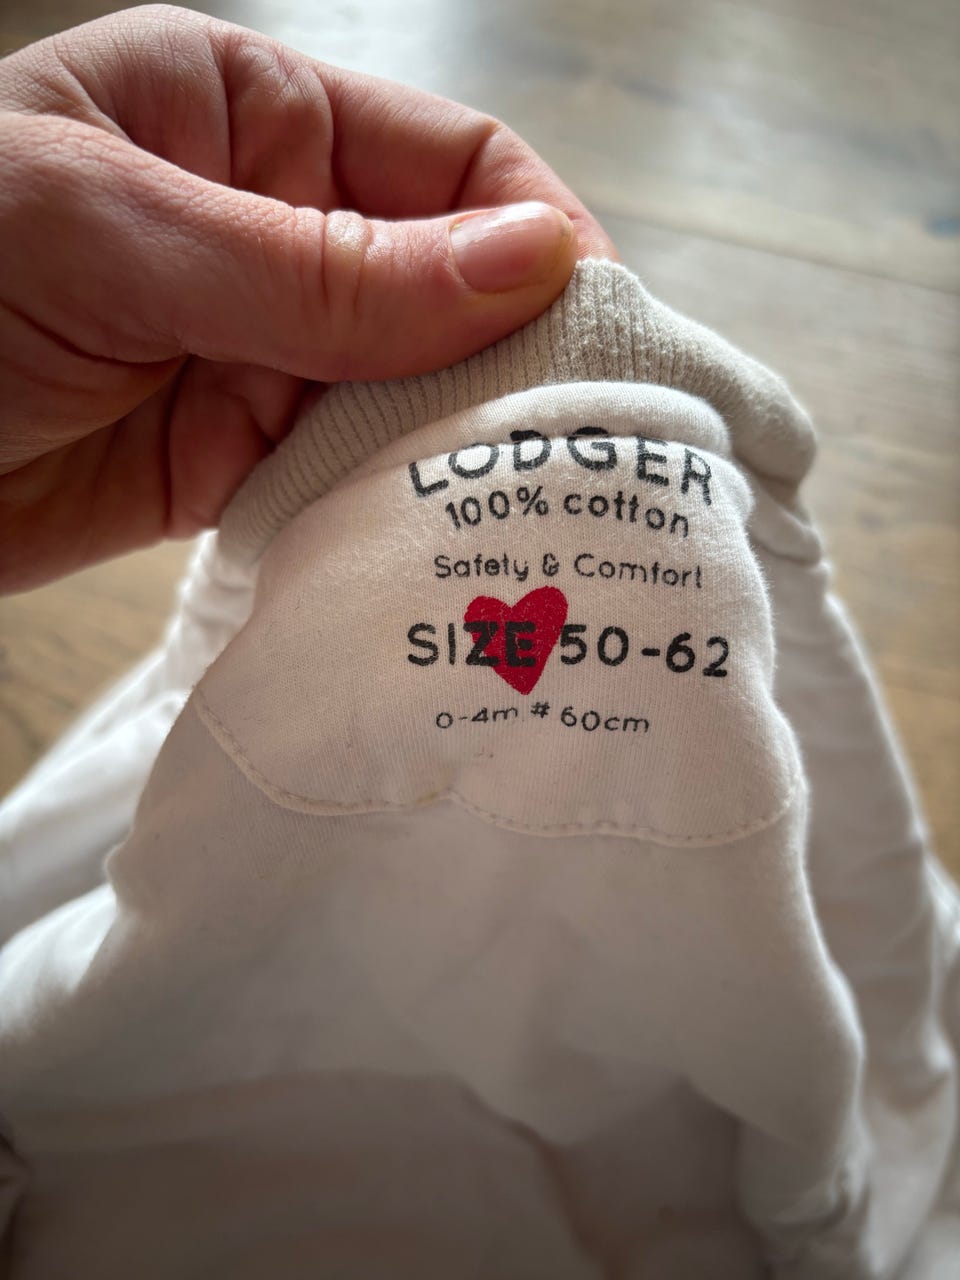 LODGER
100% cotton
Safety & Comfort
SIZE 50-62
0-4m # 60cm